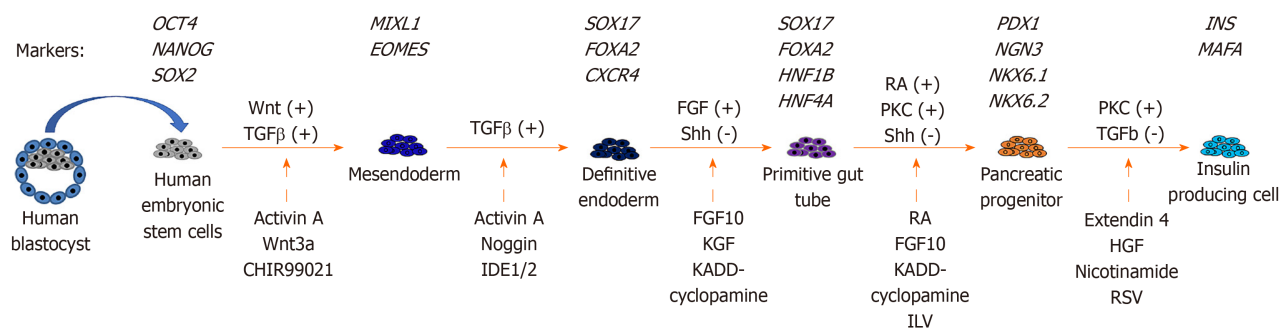 Markers:
OCT4
NANOG
SOX2
MIXL1
EOMES
SOX17
FOXA2
CXCR4
SOX17
FOXA2
HNF1B
HNF4A
PDX1
NGN3
NKX6.1
NKX6.2
INS
MAFA
Wnt (+)
TGFβ (+)
TGFβ (+)
FGF (+)
Shh (-)
RA (+)
PKC (+)
Shh (-)
PKC (+)
TGFb (-)
Human
blastocyst
Human
embryonic
stem cells
Mesendoderm
Definitive
endoderm
Primitive gut
tube
Pancreatic
progenitor
Insulin
producing cell
Activin A
Wnt3a
CHIR99021
Activin A
Noggin
IDE1/2
FGF10
KGF
KADD-
cyclopamine
RA
FGF10
KADD-
cyclopamine
ILV
Extendin 4
HGF
Nicotinamide
RSV